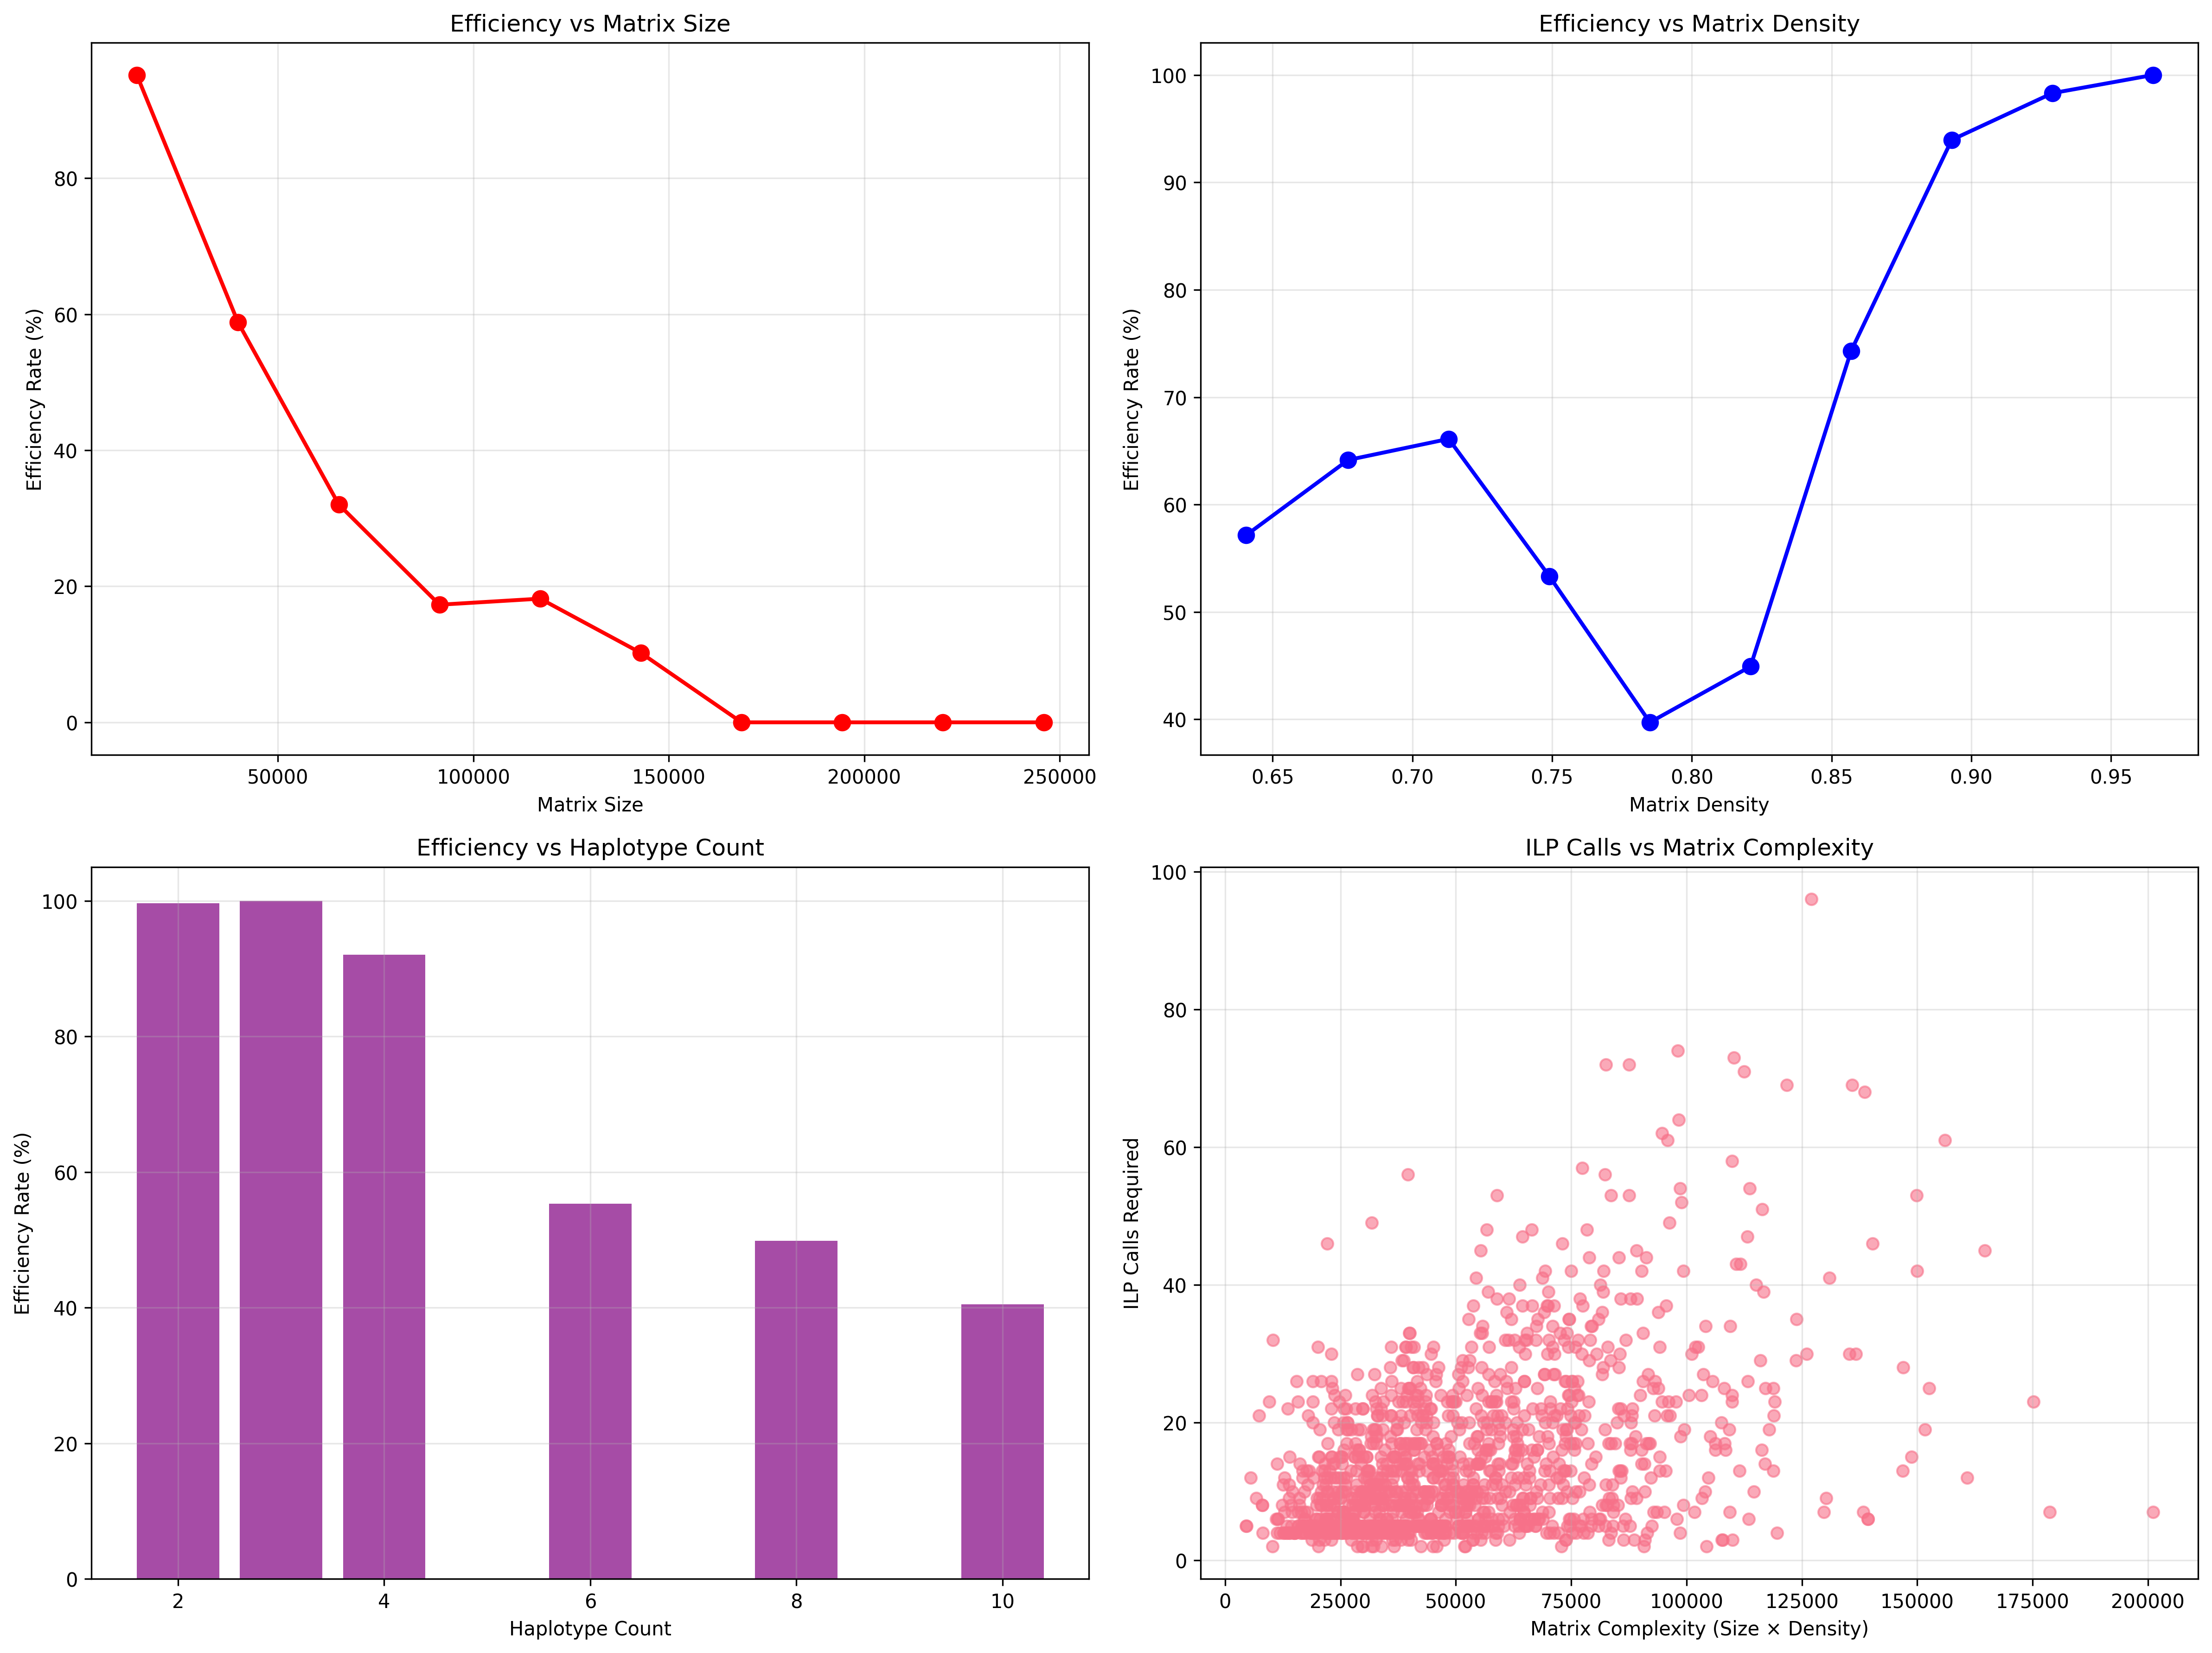 Efficiency vs Matrix Size
Efficiency Rate (%)
80
60
40
20
0
50000 100000 150000 200000 250000
Matrix Size
Efficiency vs Matrix Density
Efficiency Rate (%)
100
90
80
70
60
50
40
0.65 0.70 0.75 0.80 0.85 0.90 0.95
Matrix Density
Efficiency vs Haplotype Count
Efficiency Rate (%)
100
80
60
40
20
0
2 4 6 8 10
Haplotype Count
ILP Calls vs Matrix Complexity
ILP Calls Required
100
80
60
40
20
0
0 25000 50000 75000 100000 125000 150000 175000 200000
Matrix Complexity (Size × Density)